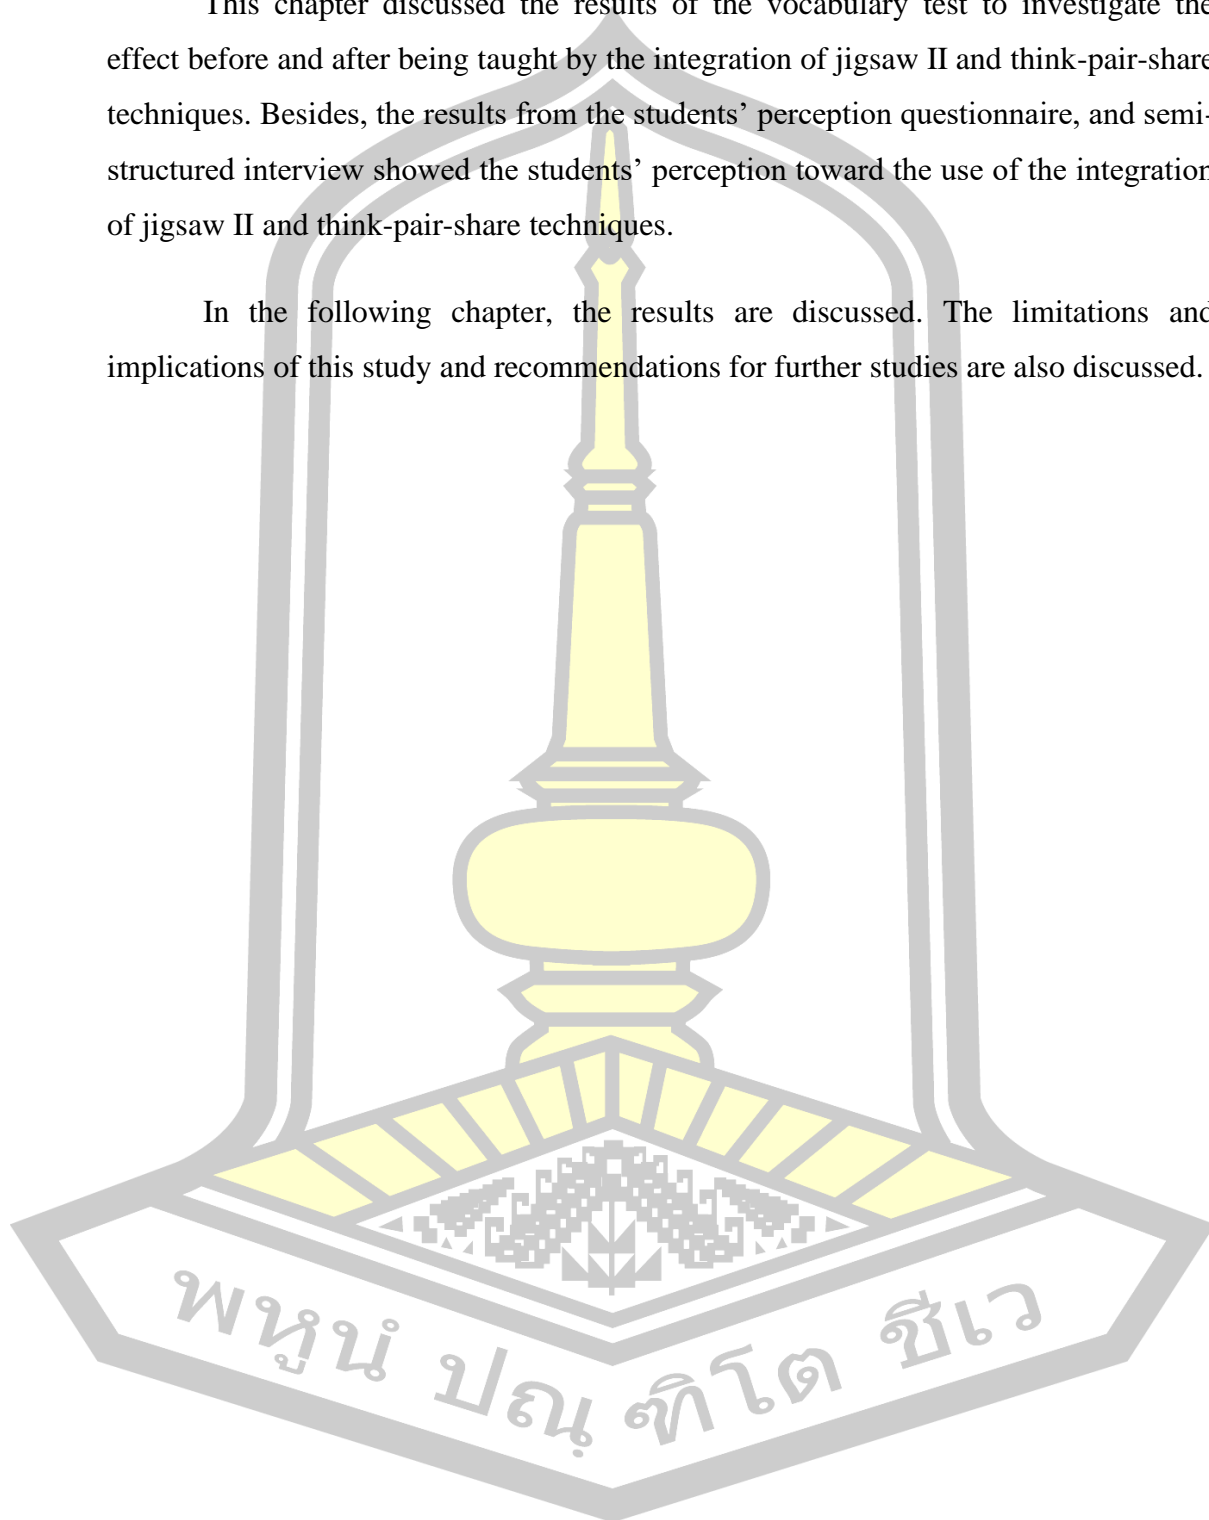 This chapter discussed the results of the vocabulary test to investigate the
effect before and after being taught by the integration of jigsaw II and think-pair-share
techniques. Besides, the results from the students’ perception questionnaire, and semi-
structured interview showed the students’ perception toward the use of the integration
of jigsaw II and think-pair-share techniques.
In the following chapter, the results are discussed. The limitations and
implications of this study and recommendations for further studies are also discussed.
พหูนํ ปณฺฑิโต ชีเว